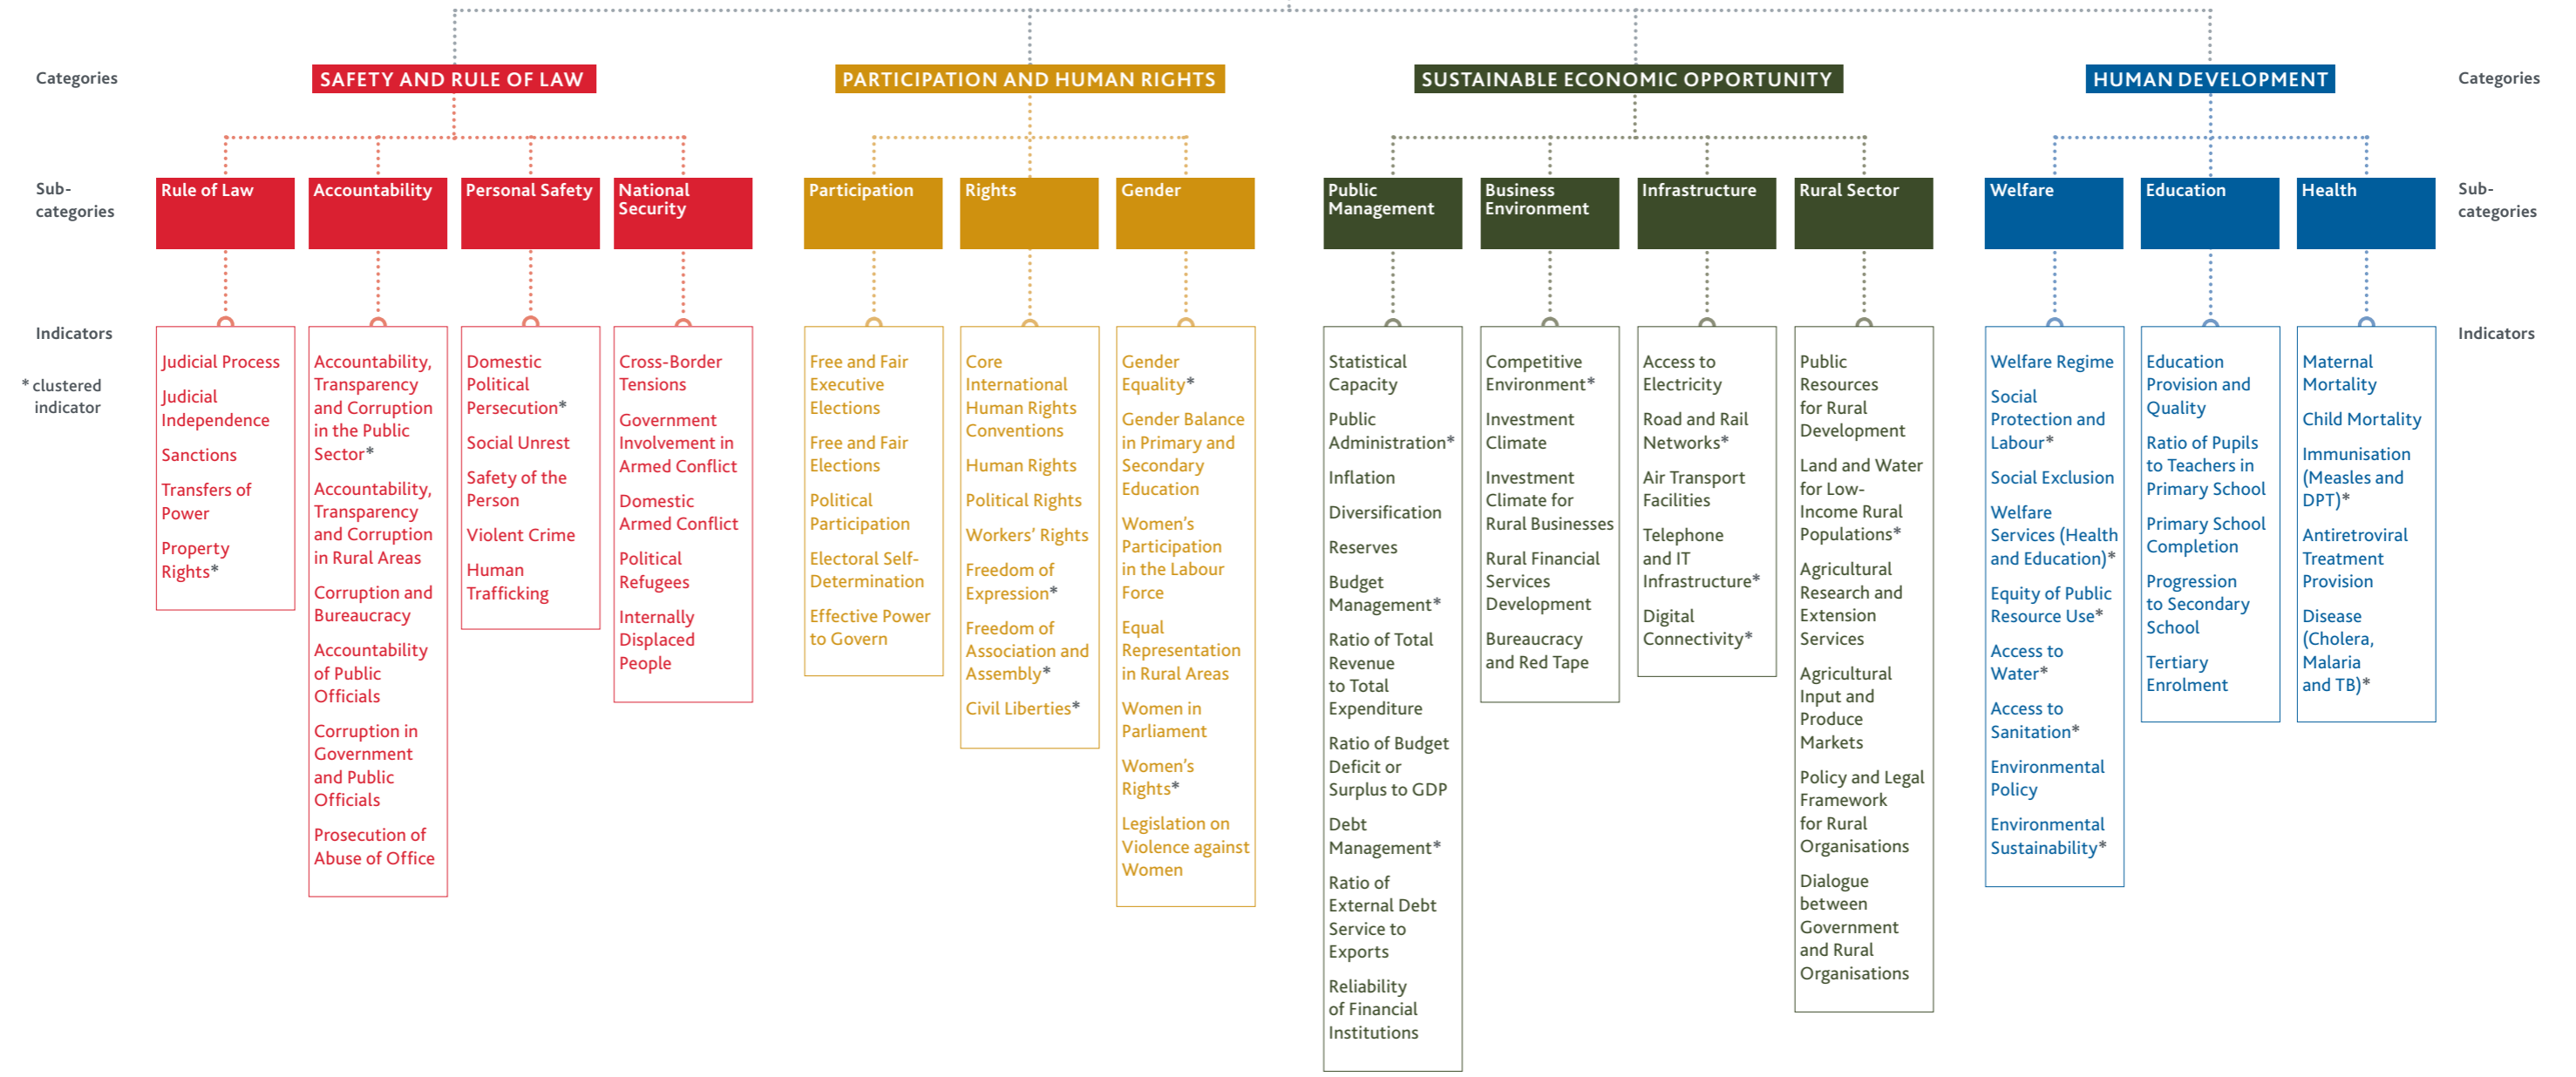 Categories
SAFETY AND RULE OF LAW
PARTICIPATION AND HUMAN RIGHTS
SUSTAINABLE ECONOMIC OPPORTUNITY
HUMAN DEVELOPMENT
Categories
Sub-
categories
Rule of Law
Accountability
Personal Safety
National
Security
Participation
Rights
Gender
Public
Management
Business
Environment
Infrastructure
Rural Sector
Welfare
Education
Health
Sub-
categories
Indicators
* clustered
indicator
Judicial Process
Judicial
Independence
Sanctions
Transfers of
Power
Property
Rights*
Accountability,
Transparency
and Corruption
in the Public
Sector*
Accountability,
Transparency
and Corruption
in Rural Areas
Corruption and
Bureaucracy
Accountability
of Public
Officials
Corruption in
Government
and Public
Officials
Prosecution of
Abuse of Office
Domestic
Political
Persecution*
Social Unrest
Safety of the
Person
Violent Crime
Human
Trafficking
Cross-Border
Tensions
Government
Involvement in
Armed Conflict
Domestic
Armed Conflict
Political
Refugees
Internally
Displaced
People
Free and Fair
Executive
Elections
Free and Fair
Elections
Political
Participation
Electoral Self-
Determination
Effective Power
to Govern
Core
International
Human Rights
Conventions
Human Rights
Political Rights
Workers’ Rights
Freedom of
Expression*
Freedom of
Association and
Assembly*
Civil Liberties*
Gender
Equality*
Gender Balance
in Primary and
Secondary
Education
Women’s
Participation
in the Labour
Force
Equal
Representation
in Rural Areas
Women in
Parliament
Women’s
Rights*
Legislation on
Violence against
Women
Statistical
Capacity
Public
Administration*
Inflation
Diversification
Reserves
Budget
Management*
Ratio of Total
Revenue
to Total
Expenditure
Ratio of Budget
Deficit or
Surplus to GDP
Debt
Management*
Ratio of
External Debt
Service to
Exports
Reliability
of Financial
Institutions
Competitive
Environment*
Investment
Climate
Investment
Climate for
Rural Businesses
Rural Financial
Services
Development
Bureaucracy
and Red Tape
Access to
Electricity
Road and Rail
Networks*
Air Transport
Facilities
Telephone
and IT
Infrastructure*
Digital
Connectivity*
Public
Resources
for Rural
Development
Land and Water
for Low-
Income Rural
Populations*
Agricultural
Research and
Extension
Services
Agricultural
Input and
Produce
Markets
Policy and Legal
Framework
for Rural
Organisations
Dialogue
between
Government
and Rural
Organisations
Welfare Regime
Social
Protection and
Labour*
Social Exclusion
Welfare
Services (Health
and Education)*
Equity of Public
Resource Use*
Access to
Water*
Access to
Sanitation*
Environmental
Policy
Environmental
Sustainability*
Education
Provision and
Quality
Ratio of Pupils
to Teachers in
Primary School
Primary School
Completion
Progression
to Secondary
School
Tertiary
Enrolment
Maternal
Mortality
Child Mortality
Immunisation
(Measles and
DPT)*
Antiretroviral
Treatment
Provision
Disease
(Cholera,
Malaria
and TB)*
Indicators